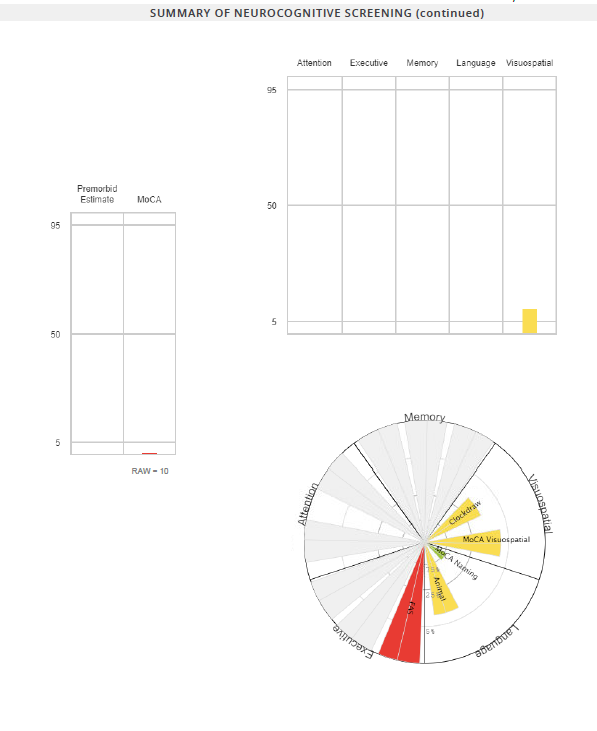 SUMMARY OF NEUROCOGNITIVE SCREENING (continued)
Attention Executive Memory Language Visuospatial
95
50
5
Premorbid
Estimate MoCA
95
50
5
RAW = 10
Memory
Visuospatial
Attention
Clockdraw
MoCA Visuospatial
MoCA Naming
Animal
FAS
5%
Executive
Language